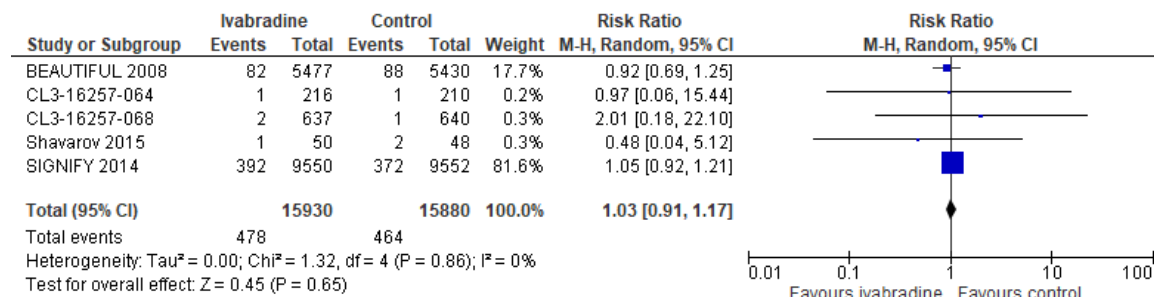 Ivabradine Control Risk Ratio Risk Ratio
Study or Subgroup Events Total Events Total Weight M-H, Random, 95% CI M-H, Random, 95% CI
BEAUTIFUL 2008 82 5477 88 5430 17.7% 0.92 [0.69, 1.25]
CL3-16257-064 1 216 1 210 0.2% 0.97 [0.06, 15.44]
CL3-16257-068 2 637 1 640 0.3% 2.01 [0.18, 22.10]
Shavarov 2015 1 50 2 48 0.3% 0.48 [0.04, 5.12]
SIGNIFY 2014 392 9550 372 9552 81.6% 1.05 [0.92, 1.21]
Total (95% CI) 15930 15880 100.0% 1.03 [0.91, 1.17]
Total events 478 464
Heterogeneity: Tau² = 0.00; Chi² = 1.32, df = 4 (P = 0.86); I² = 0%
Test for overall effect: Z = 0.45 (P = 0.65)
0.01 0.1 1 10 100
Favours ivabradine Favours control